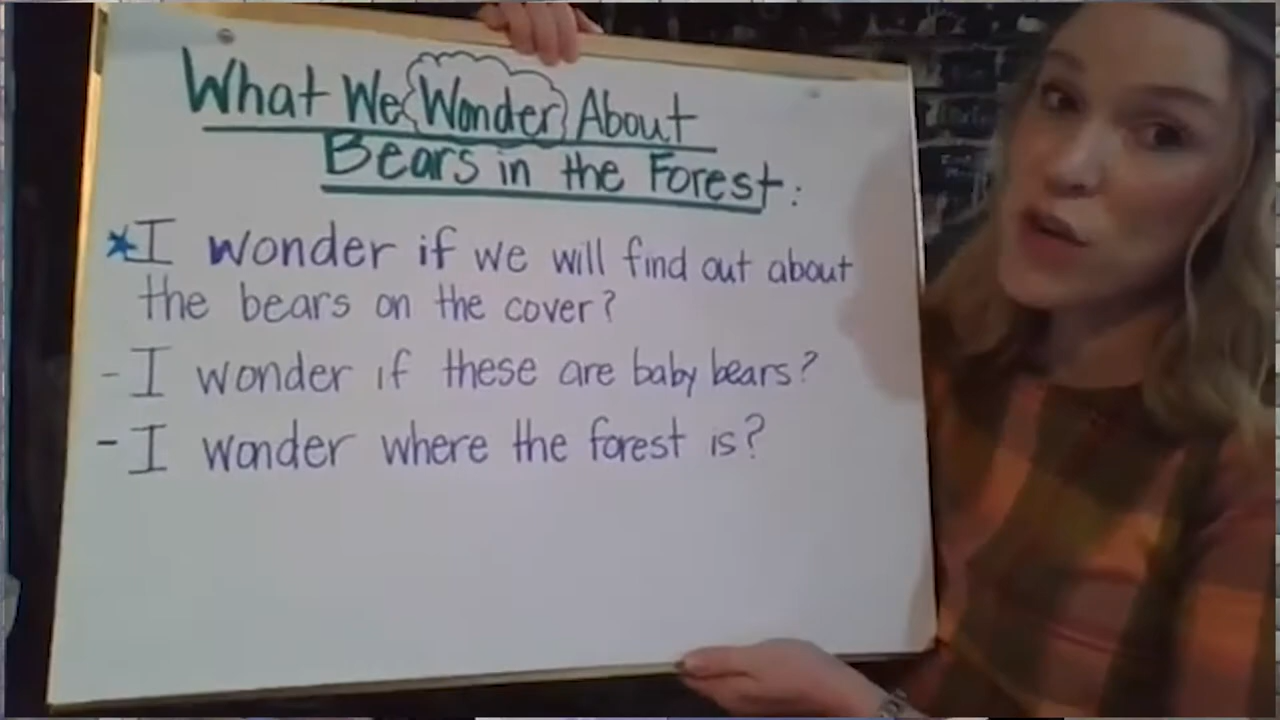 What We Wonder About
Bears in the Forest:
★I wonder if we will find out about
the bears on the cover?
- I wonder if these are baby bears?
- I wonder where the forest is?